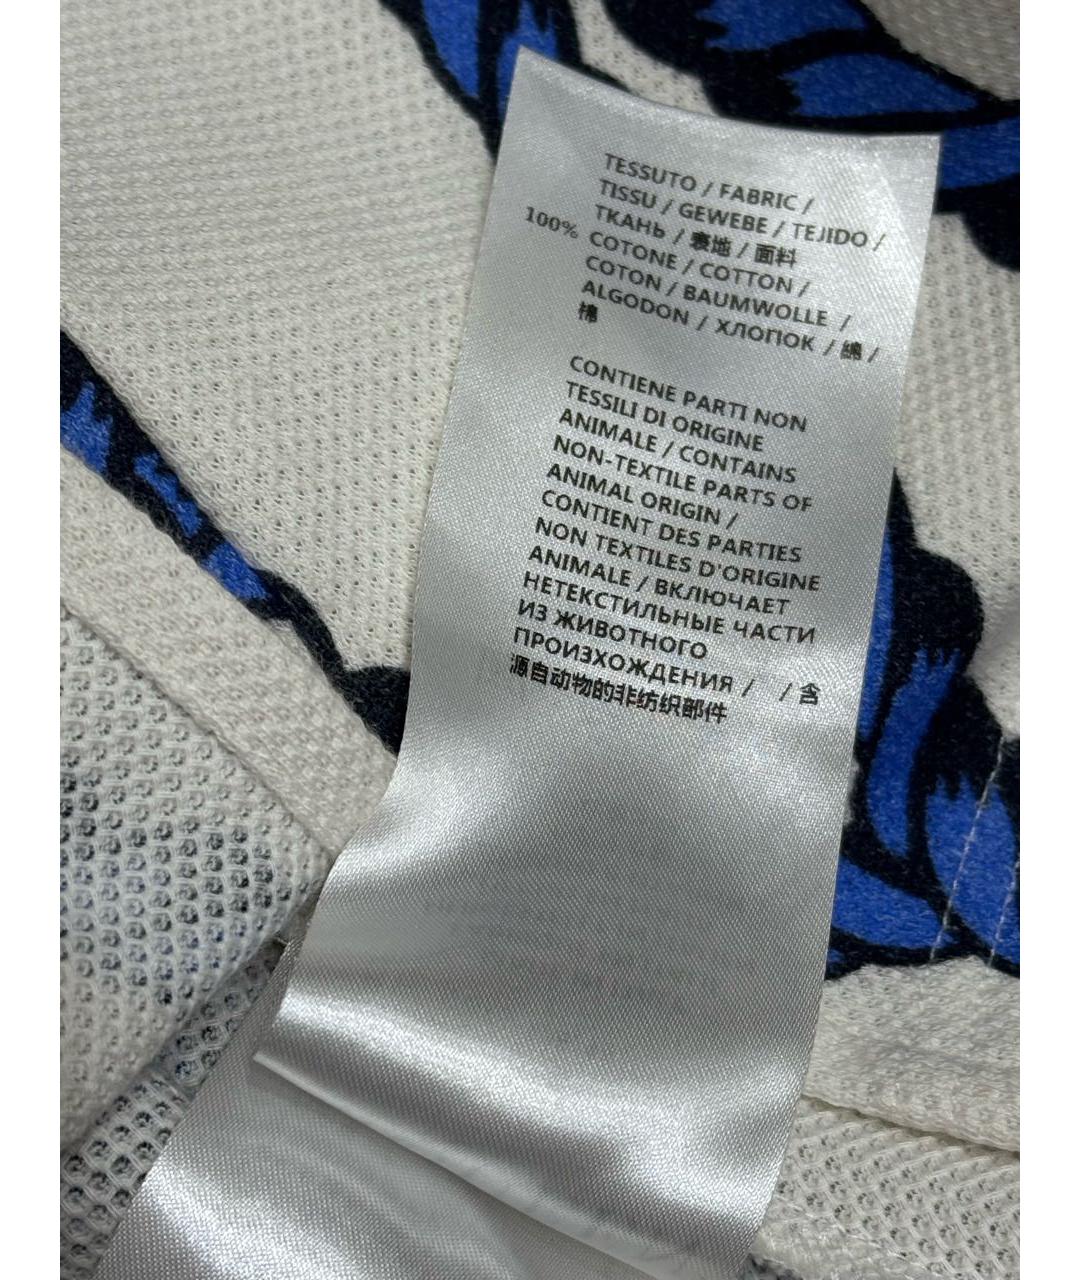 TESSUTO / FABRIC /
TISSU / GEWEBE / TEJIDO /
ТКАНЬ / 表地 / 面料
100% COTONE / COTTON /
COTON / BAUMWOLLE /
ALGODON / ХЛОПОК / 綿 /
棉
CONTIENE PARTI NON
TESSILI DI ORIGINE
ANIMALE / CONTAINS
NON-TEXTILE PARTS OF
ANIMAL ORIGIN /
CONTIENT DES PARTIES
NON TEXTILES D'ORIGINE
ANIMALE / ВКЛЮЧАЕТ
НЕТЕКСТИЛЬНЫЕ ЧАСТИ
ИЗ ЖИВОТНОГО
ПРОИЗХОЖДЕНИЯ / / 含
源自动物的非纺织部件